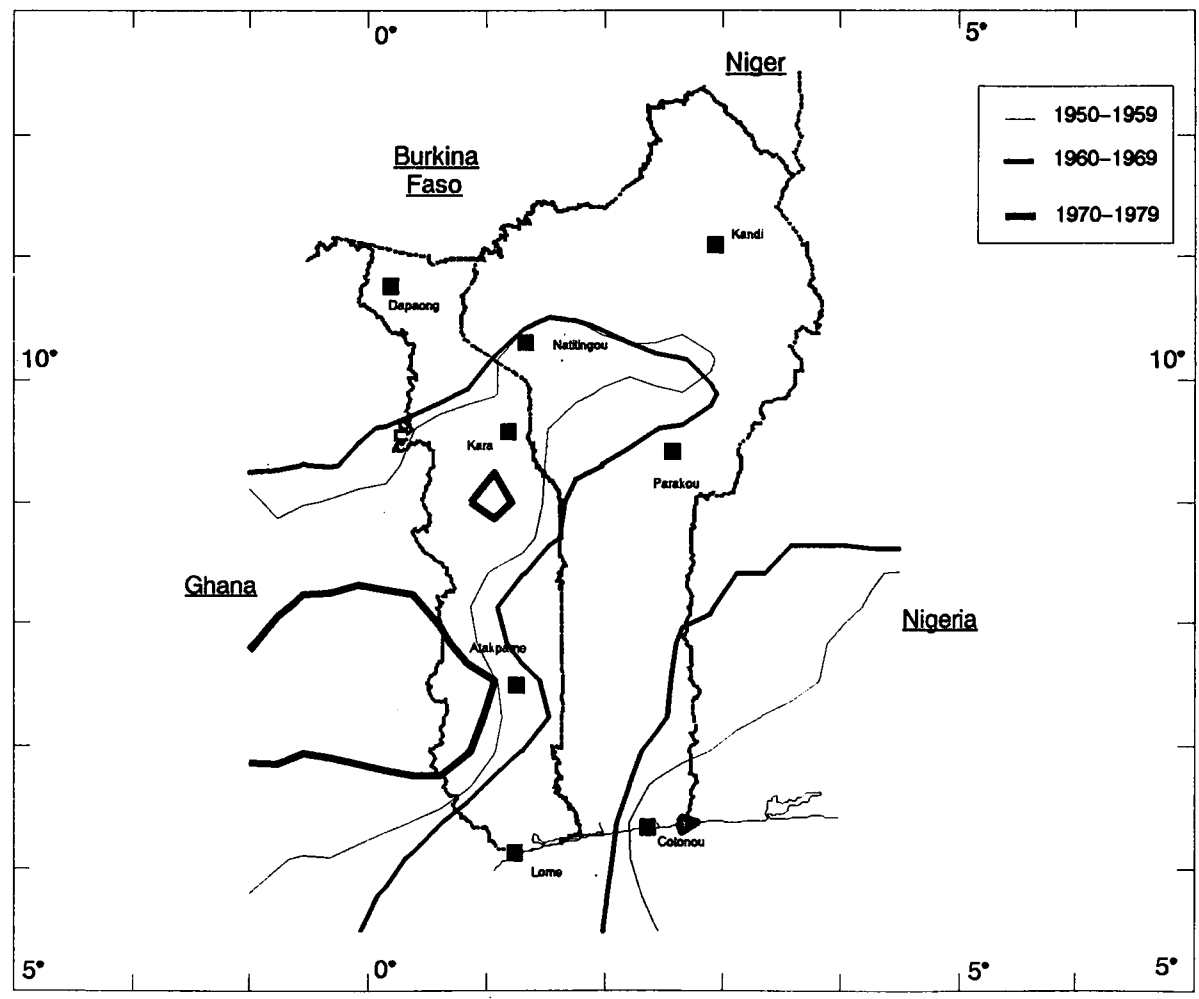 0°
5°
Niger
1950–1959
1960–1969
1970–1979
Burkina
Faso
Kandi
Dapaong
Natitingou
10°
10°
Kara
Parakou
Ghana
Nigeria
Atakpame
Cotonou
Lome
5°
0°
5°
5°